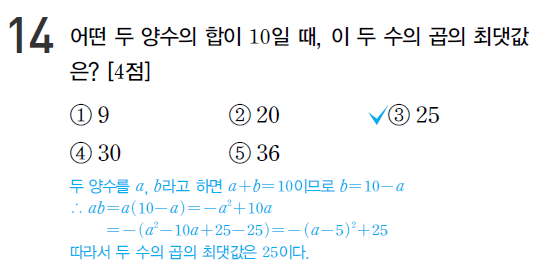 14 어떤 두 양수의 합이 10일 때, 이 두 수의 곱의 최댓값
은? [4점]
① 9 ② 20 ③ 25
④ 30 ⑤ 36
두 양수를 a, b라고 하면 a+b=10이므로 b=10-a
∴ ab=a(10-a)=-a²+10a
=-(a²-10a+25-25)=-(a-5)²+25
따라서 두 수의 곱의 최댓값은 25이다.